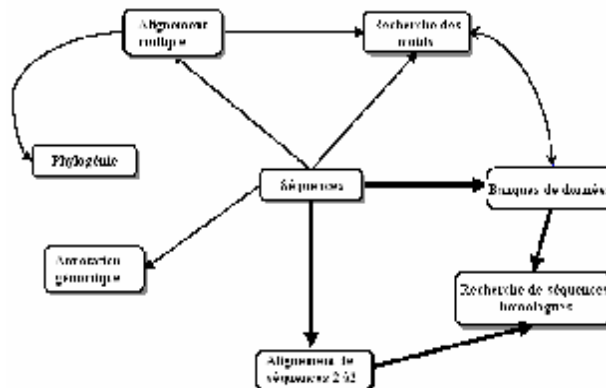 Alignement
multiple
Recherche des
motifs
Phylogénie
Séquences
Banques de données
Annotation
génomique
Recherche de séquences
homologues
Alignement de
séquences 2 à2